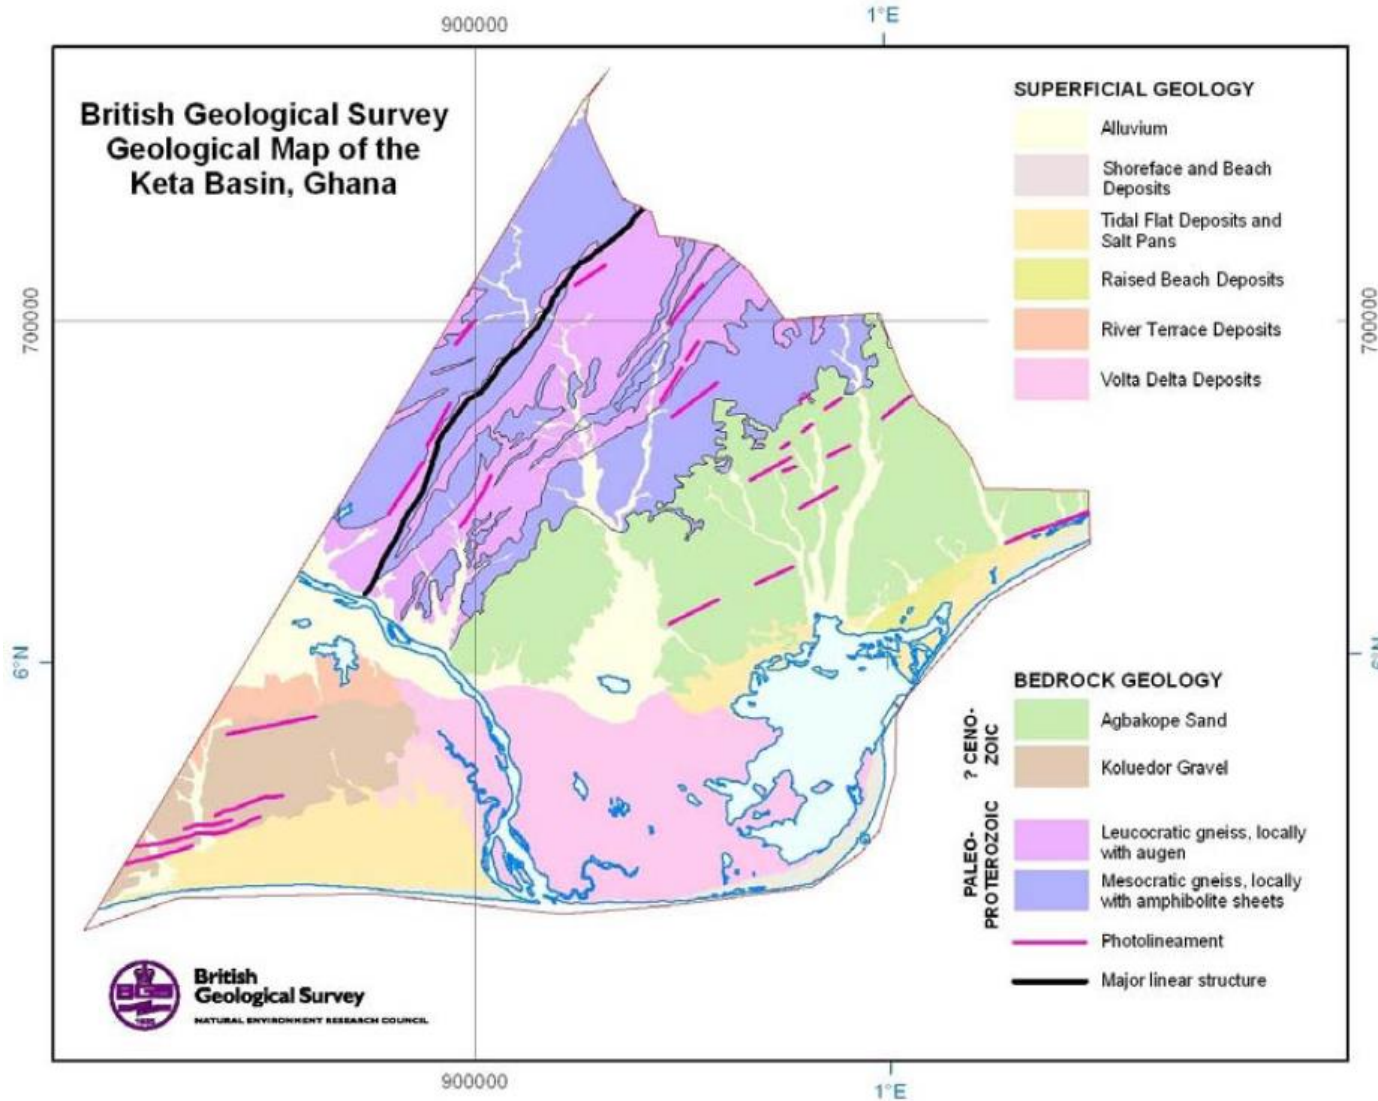 900000
1°E
British Geological Survey
Geological Map of the
Keta Basin, Ghana
SUPERFICIAL GEOLOGY
Alluvium
Shoreface and Beach
Deposits
Tidal Flat Deposits and
Salt Pans
Raised Beach Deposits
River Terrace Deposits
Volta Delta Deposits
700000
700000
6°N
6°N
BEDROCK GEOLOGY
? CENO-
ZOIC
Agbakope Sand
Koluedor Gravel
PALEO-
PROTEROZOIC
Leucocratic gneiss, locally
with augen
Mesocratic gneiss, locally
with amphibolite sheets
Photolineament
Major linear structure
BGS
1835
British
Geological Survey
NATURAL ENVIRONMENT RESEARCH COUNCIL
900000
1°E